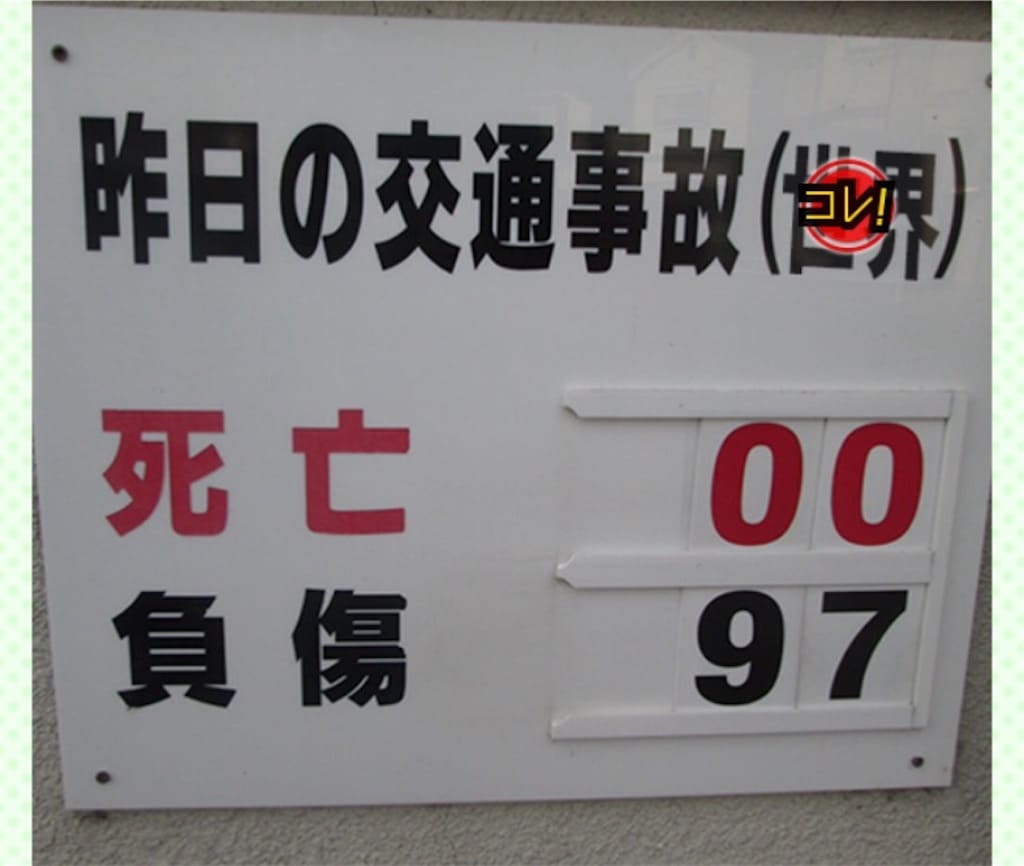 昨日の交通事故(世界)
コレ!
死亡 00
負傷 97